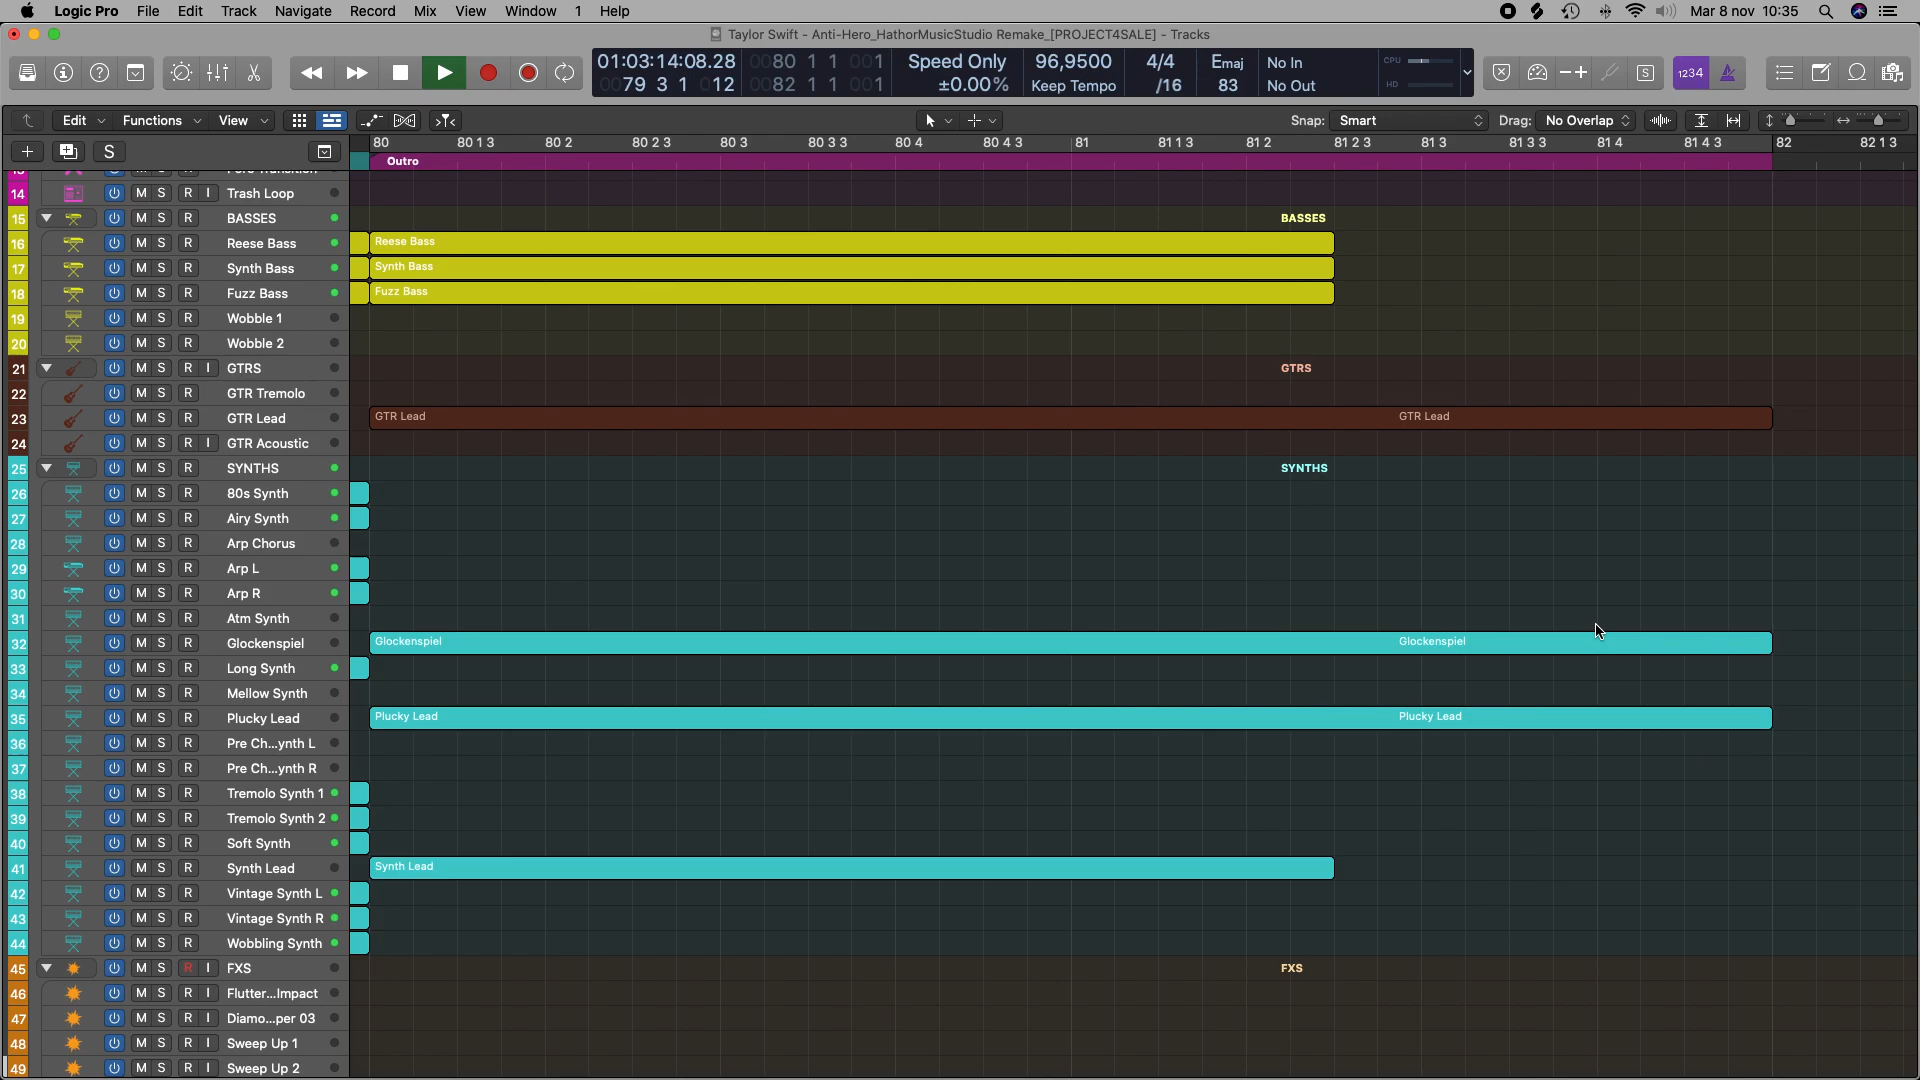 Logic Pro File Edit Track Navigate Record Mix View Window 1 Help Mar 8 nov 10:35
Taylor Swift - Anti-Hero_HathorMusicStudio Remake_[PROJECT4SALE] - Tracks
01:03:14:08.28 0080 1 1 001 Speed Only 96,9500 4/4 Emaj No In CPU
0079 3 1 012 0082 1 1 001 ±0.00% Keep Tempo /16 83 No Out HD
1234
Edit Functions View Snap: Smart Drag: No Overlap
S 80 80 1 3 80 2 80 2 3 80 3 80 3 3 80 4 80 4 3 81 81 1 3 81 2 81 2 3 81 3 81 3 3 81 4 81 4 3 82 82 1 3
Outro
14 M S R I Trash Loop
15 M S R BASSES BASSES
16 M S R Reese Bass Reese Bass
17 M S R Synth Bass Synth Bass
18 M S R Fuzz Bass Fuzz Bass
19 M S R Wobble 1
20 M S R Wobble 2
21 M S R I GTRS GTRS
22 M S R GTR Tremolo
23 M S R GTR Lead GTR Lead GTR Lead
24 M S R I GTR Acoustic
25 M S R SYNTHS SYNTHS
26 M S R 80s Synth
27 M S R Airy Synth
28 M S R Arp Chorus
29 M S R Arp L
30 M S R Arp R
31 M S R Atm Synth
32 M S R Glockenspiel Glockenspiel Glockenspiel
33 M S R Long Synth
34 M S R Mellow Synth
35 M S R Plucky Lead Plucky Lead Plucky Lead
36 M S R Pre Ch...ynth L
37 M S R Pre Ch...ynth R
38 M S R Tremolo Synth 1
39 M S R Tremolo Synth 2
40 M S R Soft Synth
41 M S R Synth Lead Synth Lead
42 M S R Vintage Synth L
43 M S R Vintage Synth R
44 M S R Wobbling Synth
45 M S R I FXS FXS
46 M S R I Flutter...Impact
47 M S R I Diamo...per 03
48 M S R I Sweep Up 1
49 M S R I Sweep Up 2